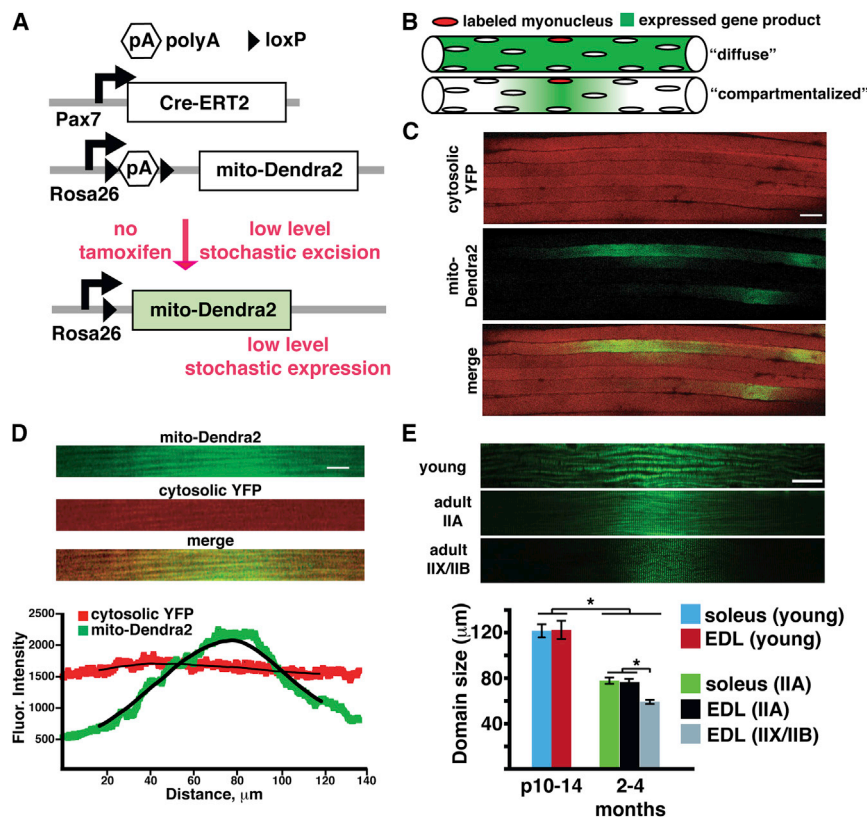 A
pA polyA loxP
Cre-ERT2
Pax7
pA
mito-Dendra2
Rosa26
no tamoxifen
low level stochastic excision
mito-Dendra2
Rosa26
low level
stochastic expression
B
labeled myonucleus expressed gene product
“diffuse”
“compartmentalized”
C
cytosolic
YFP
mito-
Dendra2
merge
D
mito-Dendra2
cytosolic YFP
merge
2500
2000
1500
1000
500
Fluor. Intensity
cytosolic YFP
mito-Dendra2
20 40 60 80 100 120 140
Distance, μm
E
young
adult
IIA
adult
IIX/IIB
Domain size (μm)
120
80
40
*
*
p10-14 2-4
months
soleus (young)
EDL (young)
soleus (IIA)
EDL (IIA)
EDL (IIX/IIB)